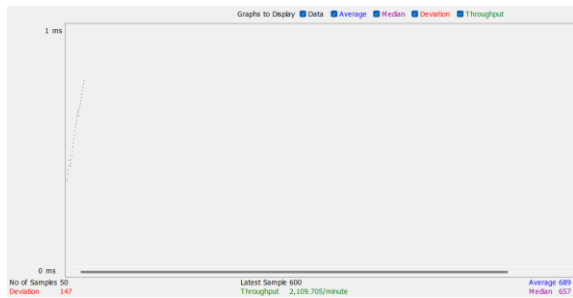 Graphs to Display Data Average Median Deviation Throughput
1 ms
0 ms
No of Samples 50 Latest Sample 600 Average 689
Deviation 147 Throughput 2,109.705/minute Median 657